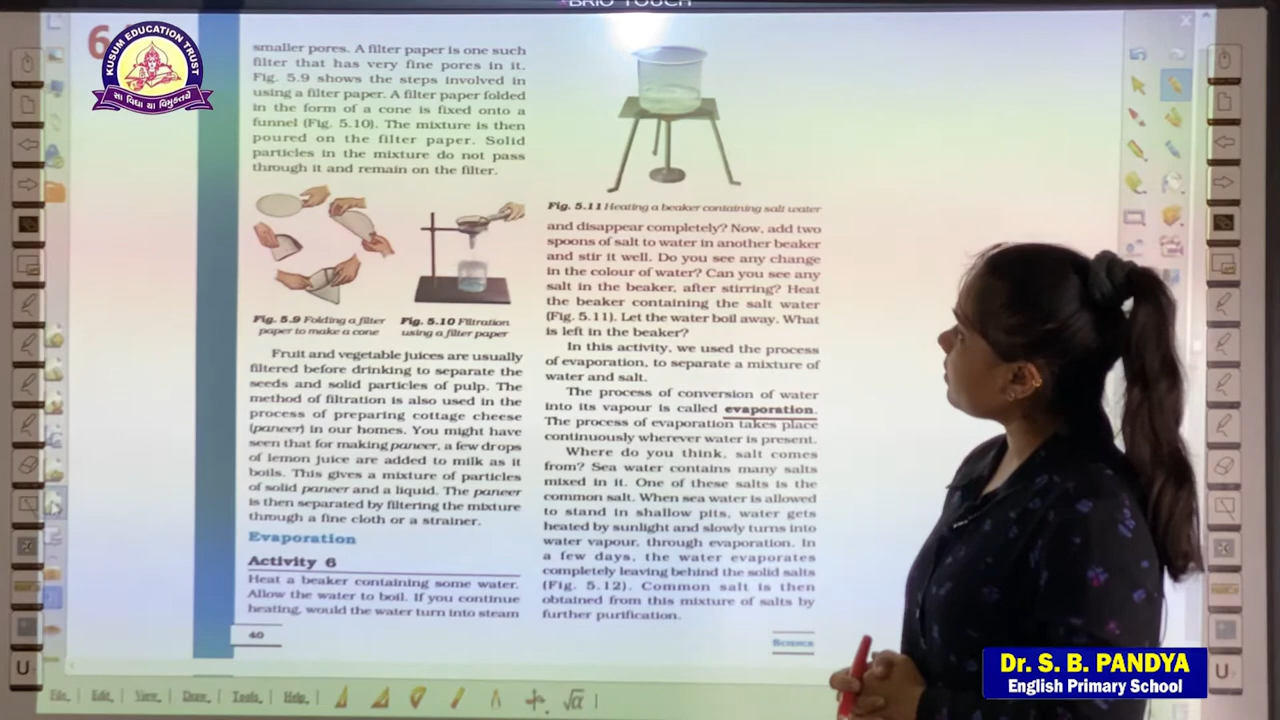 BRIO TOUCH
6
KUSUM EDUCATION TRUST
સા વિદ્યા યા વિમુક્તયે
smaller pores. A filter paper is one such
filter that has very fine pores in it.
Fig. 5.9 shows the steps involved in
using a filter paper. A filter paper folded
in the form of a cone is fixed onto a
funnel (Fig. 5.10). The mixture is then
poured on the filter paper. Solid
particles in the mixture do not pass
through it and remain on the filter.
Fig. 5.9 Folding a filter
paper to make a cone
Fig. 5.10 Filtration
using a filter paper
Fruit and vegetable juices are usually
filtered before drinking to separate the
seeds and solid particles of pulp. The
method of filtration is also used in the
process of preparing cottage cheese
(paneer) in our homes. You might have
seen that for making paneer, a few drops
of lemon juice are added to milk as it
boils. This gives a mixture of particles
of solid paneer and a liquid. The paneer
is then separated by filtering the mixture
through a fine cloth or a strainer.
Evaporation
Activity 6
Heat a beaker containing some water.
Allow the water to boil. If you continue
heating, would the water turn into steam
40
Fig. 5.11 Heating a beaker containing salt water
and disappear completely? Now, add two
spoons of salt to water in another beaker
and stir it well. Do you see any change
in the colour of water? Can you see any
salt in the beaker, after stirring? Heat
the beaker containing the salt water
(Fig. 5.11). Let the water boil away. What
is left in the beaker?
In this activity, we used the process
of evaporation, to separate a mixture of
water and salt.
The process of conversion of water
into its vapour is called evaporation.
The process of evaporation takes place
continuously wherever water is present.
Where do you think, salt comes
from? Sea water contains many salts
mixed in it. One of these salts is the
common salt. When sea water is allowed
to stand in shallow pits, water gets
heated by sunlight and slowly turns into
water vapour, through evaporation. In
a few days, the water evaporates
completely leaving behind the solid salts
(Fig. 5.12). Common salt is then
obtained from this mixture of salts by
further purification.
SCIENCE
File Edit View Draw Tools Help
√α
U
U
Dr. S. B. PANDYA
English Primary School